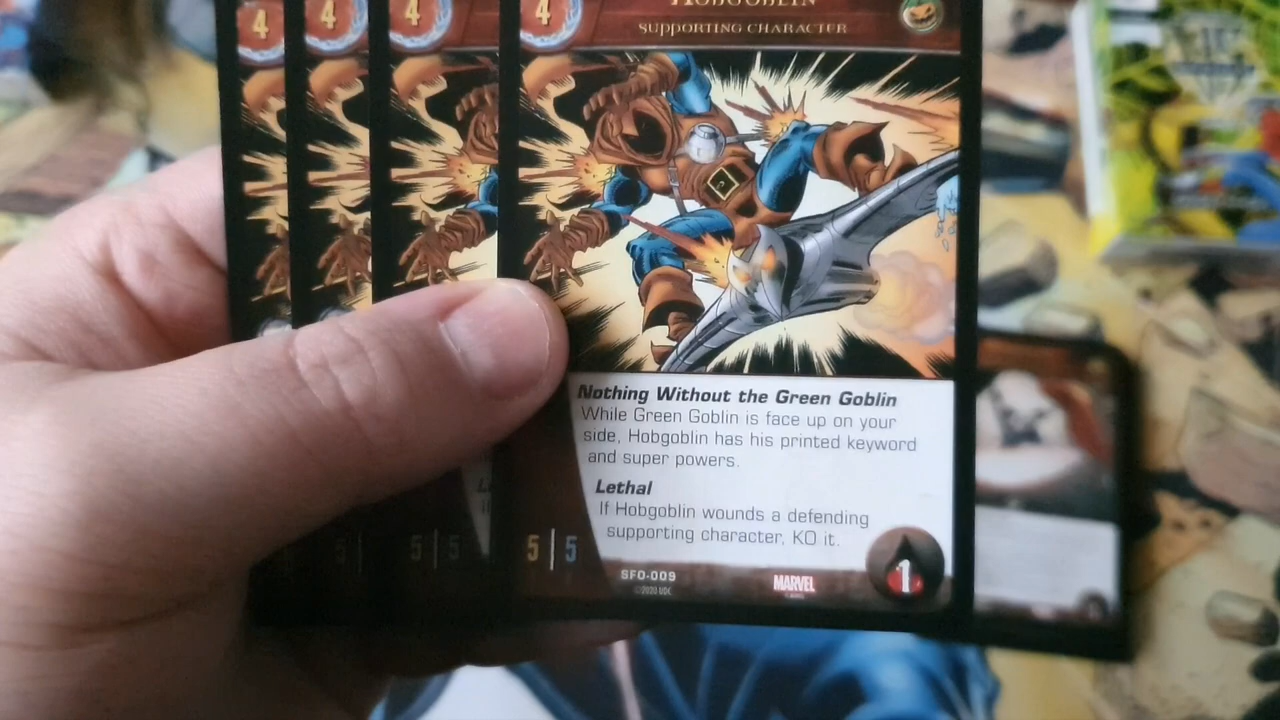 4 4 4 4
HOBGOBLIN
SUPPORTING CHARACTER
Nothing Without the Green Goblin
While Green Goblin is face up on your
side, Hobgoblin has his printed keyword
and super powers.
Lethal
If Hobgoblin wounds a defending
supporting character, KO it.
5 | 5
5 | 5
5
1
SFO-009
©2020 UDC
MARVEL